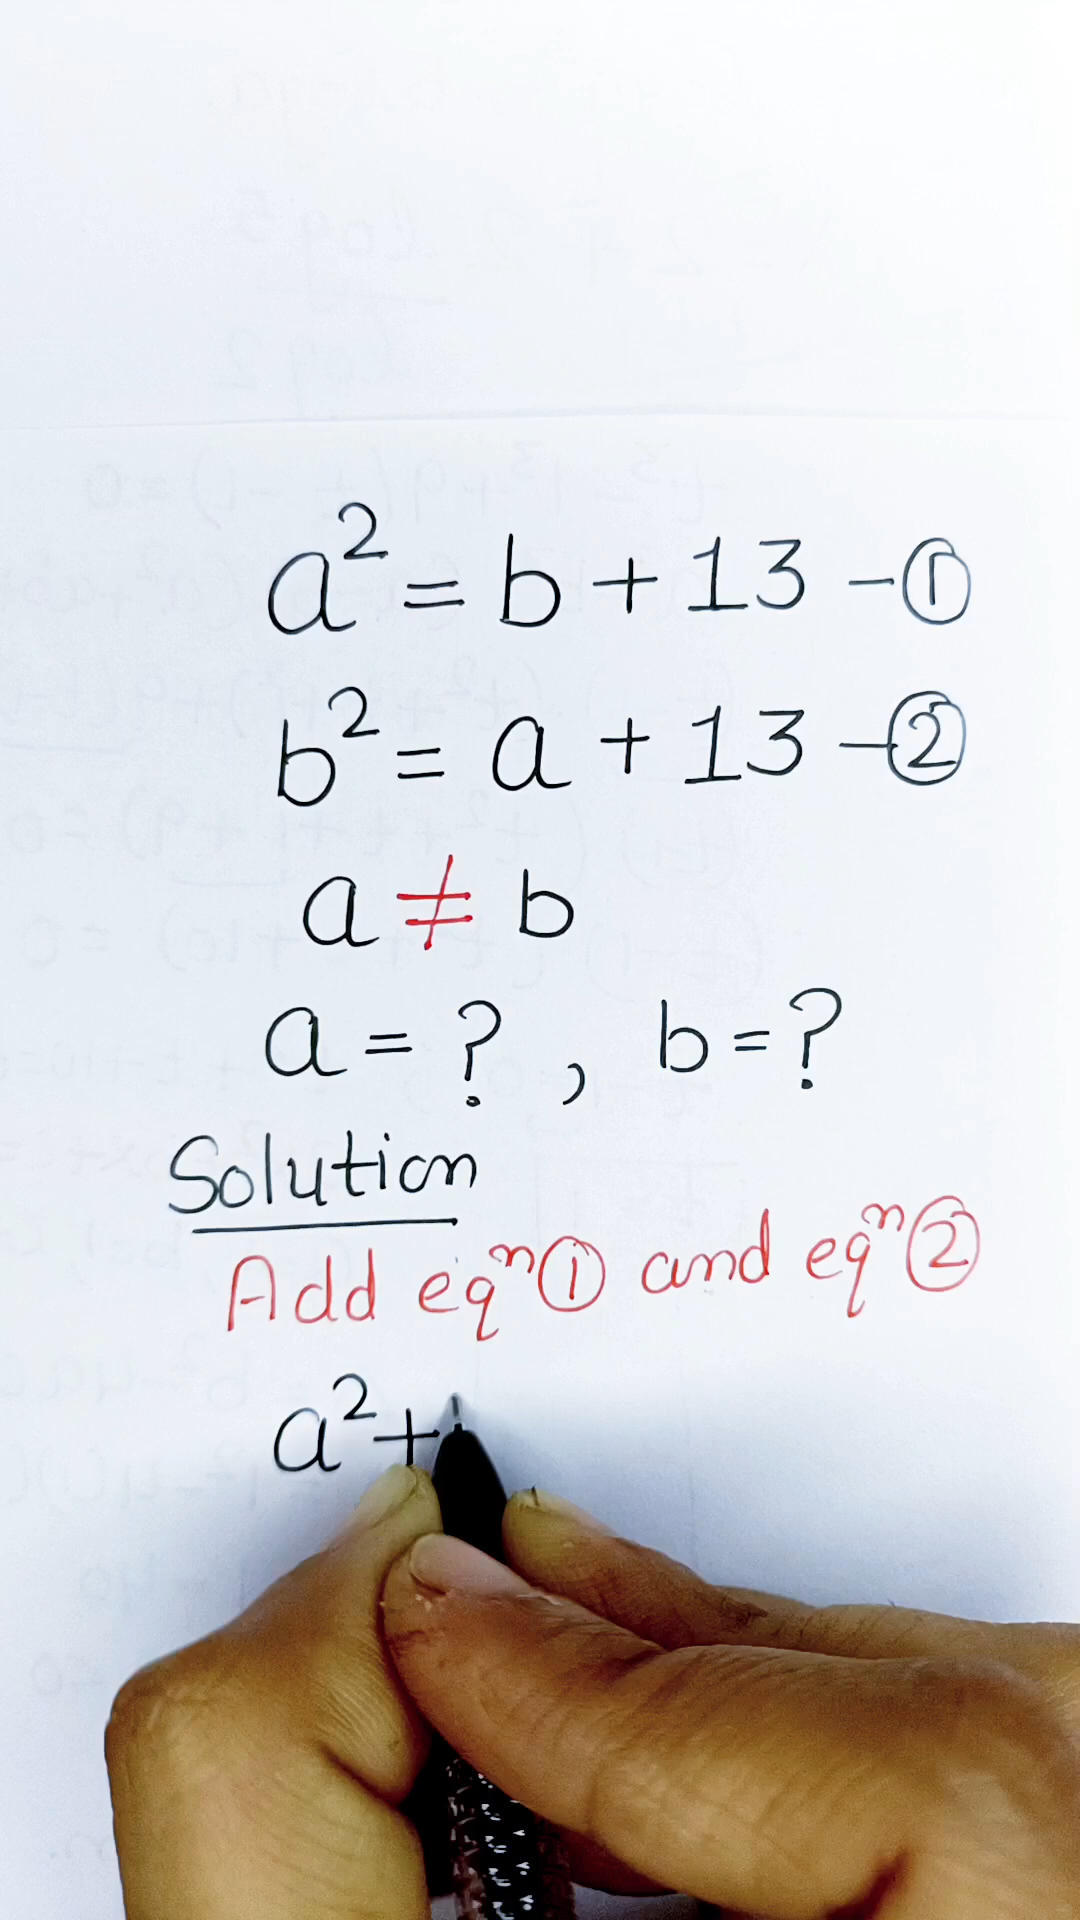 a² = b + 13 - ①
b² = a + 13 - ②
a ≠ b
a = ? , b = ?
Solution
Add eqⁿ ① and eqⁿ ②
a² +